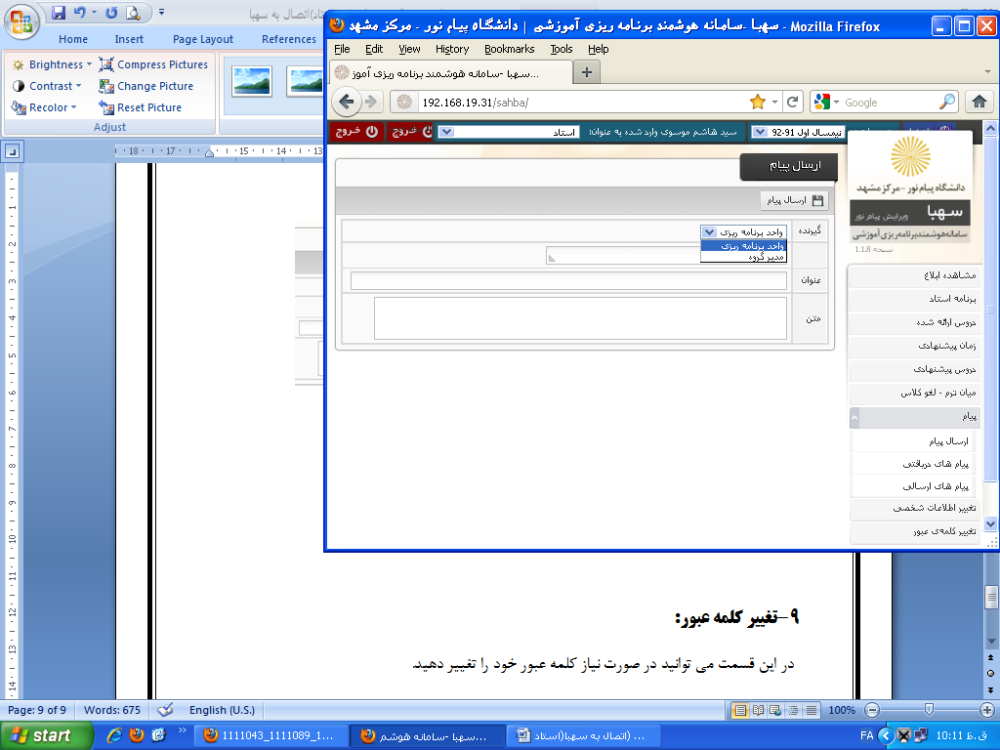 استاد)اتصال به سهبا
Home Insert Page Layout References
Brightness Compress Pictures
Contrast Change Picture
Recolor Reset Picture
Adjust
18 17 15 14 13
سهبا -سامانه هوشمند برنامه ریزی آموزشی | دانشگاه پیام نور - مرکز مشهد - Mozilla Firefox
File Edit View History Bookmarks Tools Help
سهبا -سامانه هوشمند برنامه ریزی آموز...
192.168.19.31/sahba/
Google
نیمسال اول 91-92
سید هاشم موسوی وارد شده به عنوان:
استاد
خروج
خروج
ارسال پیام
ارسال پیام
گیرنده
واحد برنامه ریزی
واحد برنامه ریزی
مدیر گروه
عنوان
متن
دانشگاه پیام نور -مرکز مشهد
سهبا ویرایش پیام نور
سامانه‌هوشمندبرنامه‌ریزی‌آموزشی
نسخه 1.1.8
مشاهده ابلاغ
برنامه استاد
دروس ارائه شده
زمان پیشنهادی
دروس پیشنهادی
میان ترم - لغو کلاس
پیام
ارسال پیام
پیام های دریافتی
پیام های ارسالی
تغییر اطلاعات شخصی
تغییر کلمه‌ی عبور
۹-تغییر کلمه عبور:
در این قسمت می توانید در صورت نیاز کلمه عبور خود را تغییر دهید.
Page: 9 of 9 Words: 675 English (U.S.) 100%
start
1111043_1111089_1...
سهبا -سامانه هوشم...
اتصال به سهبا(استاد) ...
FA
10:11 ق.ظ